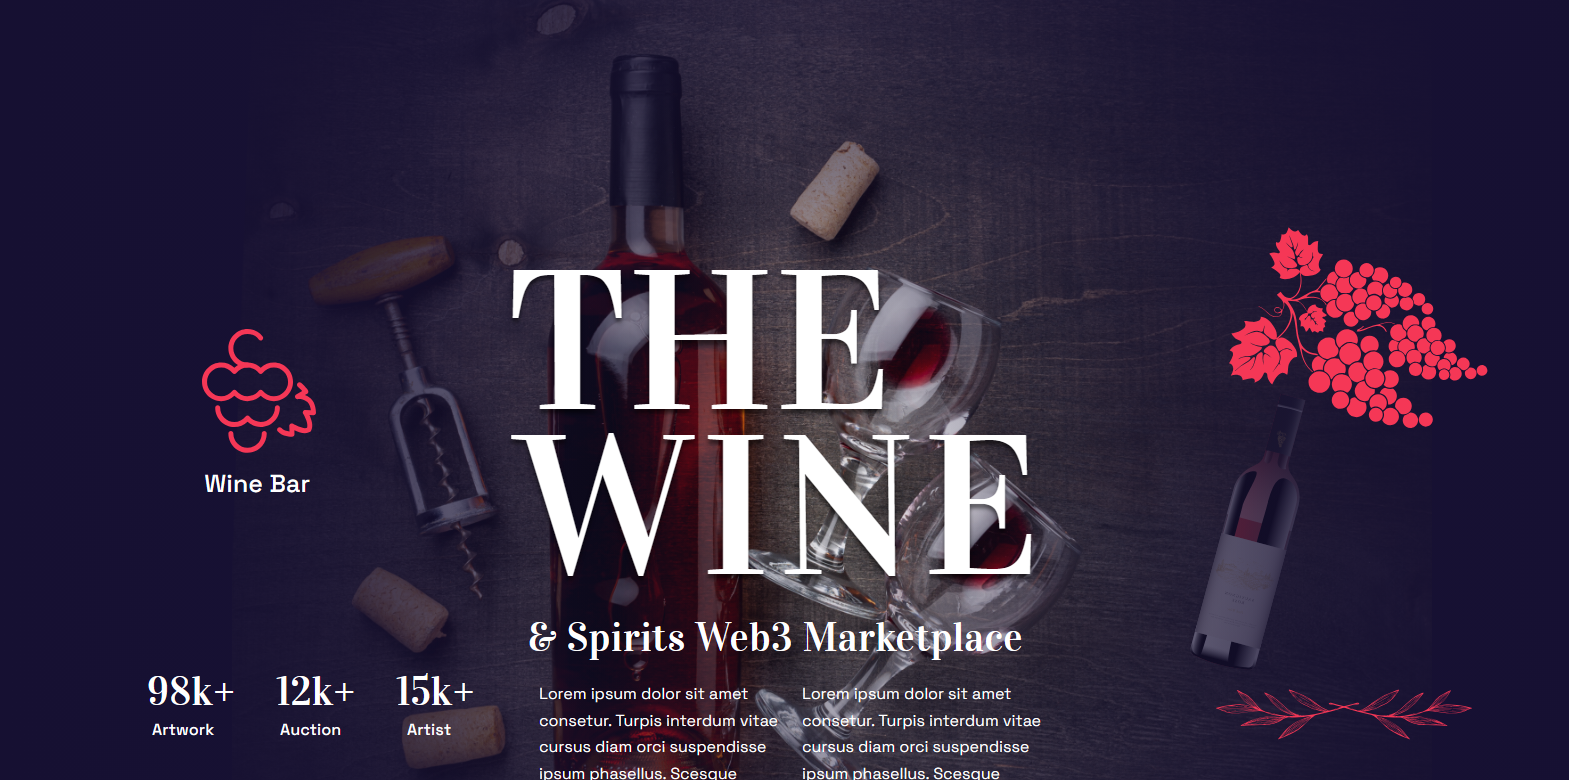 THE
WINE
Wine Bar
& Spirits Web3 Marketplace
98k+
Artwork
12k+
Auction
15k+
Artist
Lorem ipsum dolor sit amet
consetur. Turpis interdum vitae
cursus diam orci suspendisse
ipsum phasellus. Scesque
Lorem ipsum dolor sit amet
consetur. Turpis interdum vitae
cursus diam orci suspendisse
ipsum phasellus. Scesque